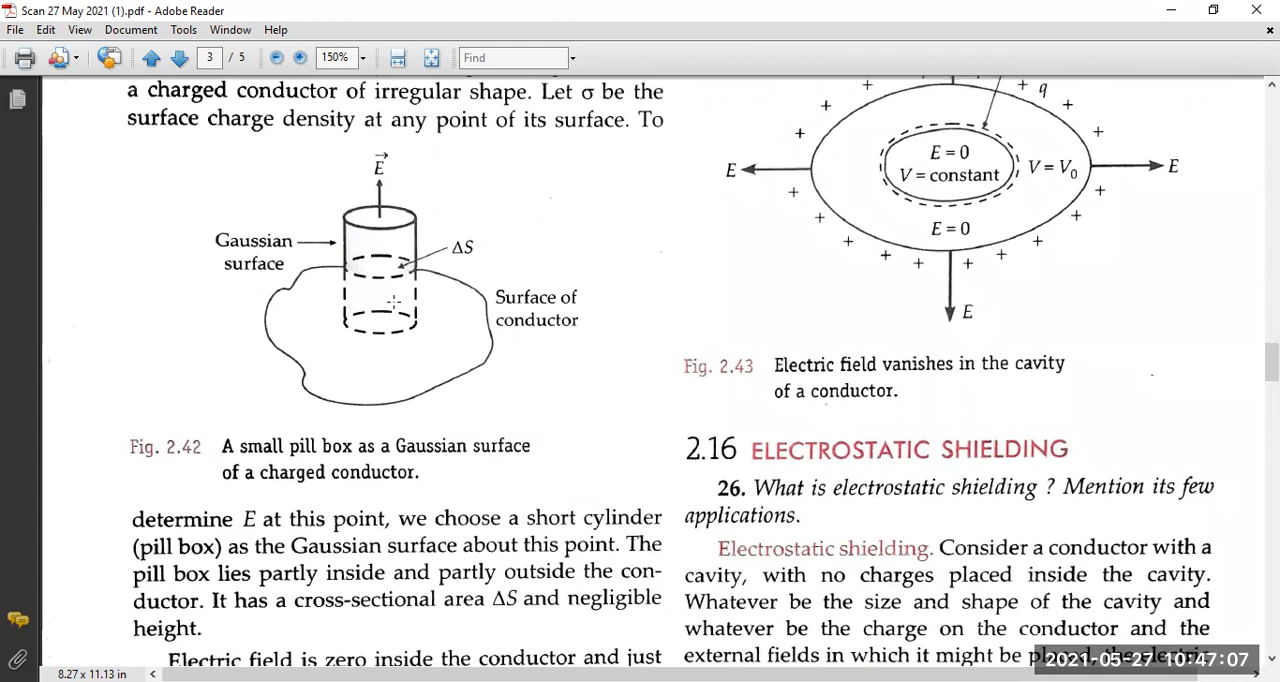 Scan 27 May 2021 (1).pdf - Adobe Reader
File Edit View Document Tools Window Help
3 / 5 150% Find
a charged conductor of irregular shape. Let σ be the
surface charge density at any point of its surface. To
E
Gaussian
surface
ΔS
Surface of
conductor
Fig. 2.42 A small pill box as a Gaussian surface
of a charged conductor.
determine E at this point, we choose a short cylinder
(pill box) as the Gaussian surface about this point. The
pill box lies partly inside and partly outside the con-
ductor. It has a cross-sectional area ΔS and negligible
height.
Electric field is zero inside the conductor and just
+ + q
+ +
+ +
E = 0
V = constant
V = V0
E E
+ +
+ +
E = 0
+ +
+ + + +
E
Fig. 2.43 Electric field vanishes in the cavity
of a conductor.
2.16 ELECTROSTATIC SHIELDING
26. What is electrostatic shielding ? Mention its few
applications.
Electrostatic shielding. Consider a conductor with a
cavity, with no charges placed inside the cavity.
Whatever be the size and shape of the cavity and
whatever be the charge on the conductor and the
external fields in which it might be
2021-05-27 10:47:07
8.27 x 11.13 in